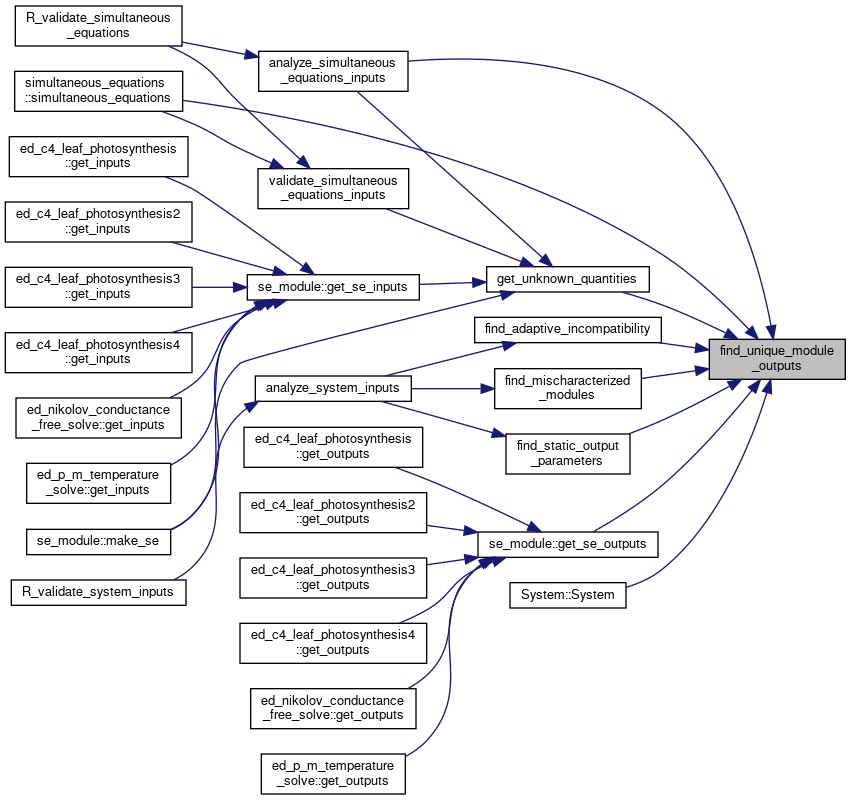 R_validate_simultaneous
_equations
simultaneous_equations
::simultaneous_equations
ed_c4_leaf_photosynthesis
::get_inputs
ed_c4_leaf_photosynthesis2
::get_inputs
ed_c4_leaf_photosynthesis3
::get_inputs
ed_c4_leaf_photosynthesis4
::get_inputs
ed_nikolov_conductance
_free_solve::get_inputs
ed_p_m_temperature
_solve::get_inputs
se_module::make_se
R_validate_system_inputs
analyze_simultaneous
_equations_inputs
validate_simultaneous
_equations_inputs
se_module::get_se_inputs
analyze_system_inputs
ed_c4_leaf_photosynthesis
::get_outputs
ed_c4_leaf_photosynthesis2
::get_outputs
ed_c4_leaf_photosynthesis3
::get_outputs
ed_c4_leaf_photosynthesis4
::get_outputs
ed_nikolov_conductance
_free_solve::get_outputs
ed_p_m_temperature
_solve::get_outputs
get_unknown_quantities
find_adaptive_incompatibility
find_mischaracterized
_modules
find_static_output
_parameters
se_module::get_se_outputs
System::System
find_unique_module
_outputs